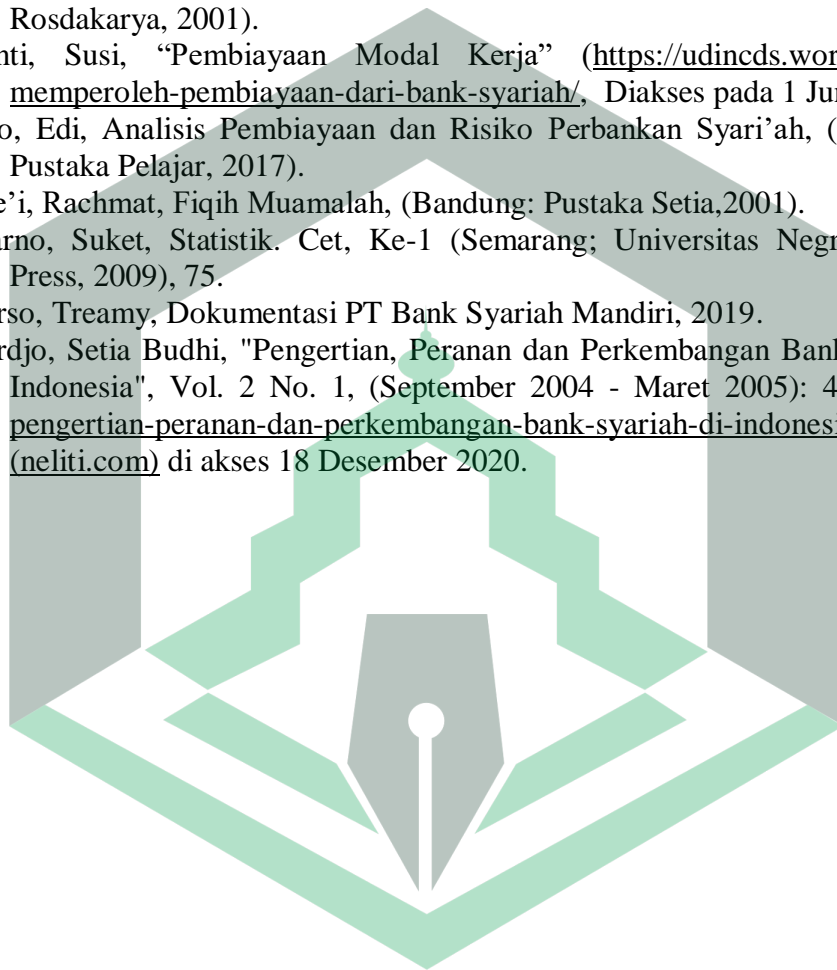 Rosdakarya, 2001).
nti, Susi, “Pembiayaan Modal Kerja” (https://udincds.wor
memperoleh-pembiayaan-dari-bank-syariah/, Diakses pada 1 Jun
o, Edi, Analisis Pembiayaan dan Risiko Perbankan Syari’ah, (
Pustaka Pelajar, 2017).
e’i, Rachmat, Fiqih Muamalah, (Bandung: Pustaka Setia,2001).
arno, Suket, Statistik. Cet, Ke-1 (Semarang; Universitas Negr
Press, 2009), 75.
rso, Treamy, Dokumentasi PT Bank Syariah Mandiri, 2019.
rdjo, Setia Budhi, "Pengertian, Peranan dan Perkembangan Bank
Indonesia", Vol. 2 No. 1, (September 2004 - Maret 2005): 4
pengertian-peranan-dan-perkembangan-bank-syariah-di-indonesi
(neliti.com) di akses 18 Desember 2020.